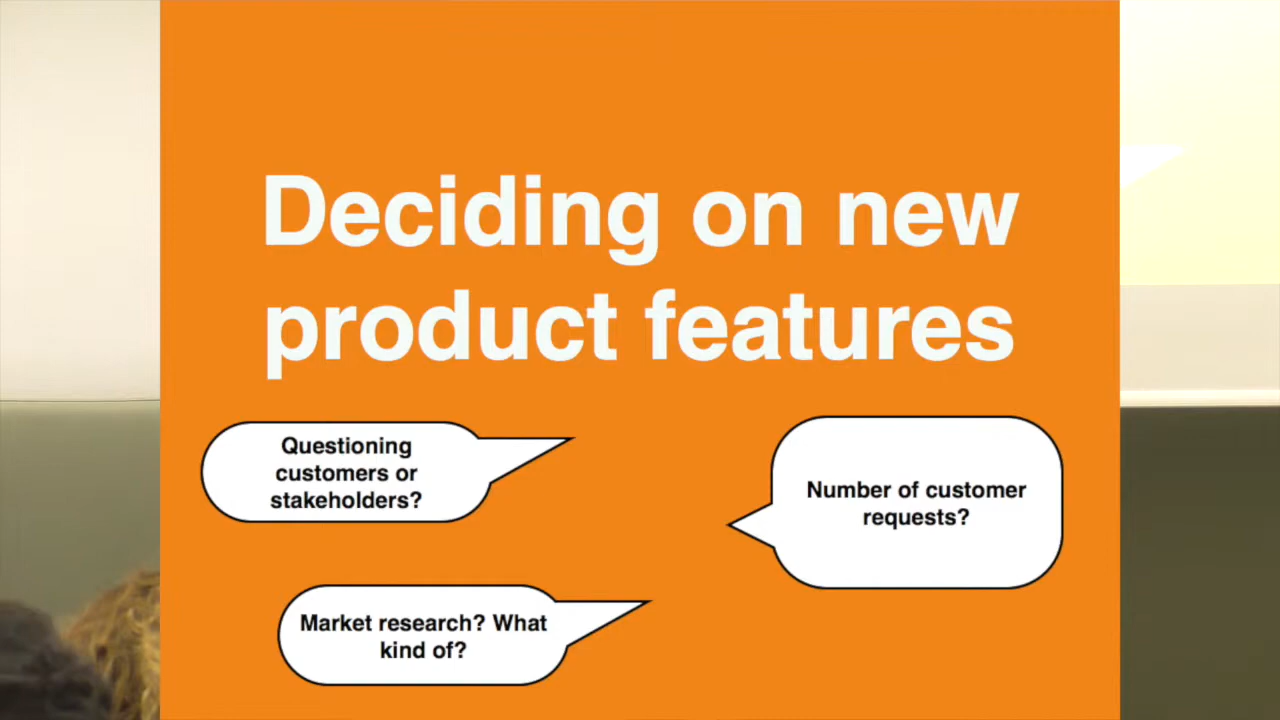 Deciding on new
product features
Questioning
customers or
stakeholders?
Number of customer
requests?
Market research? What
kind of?